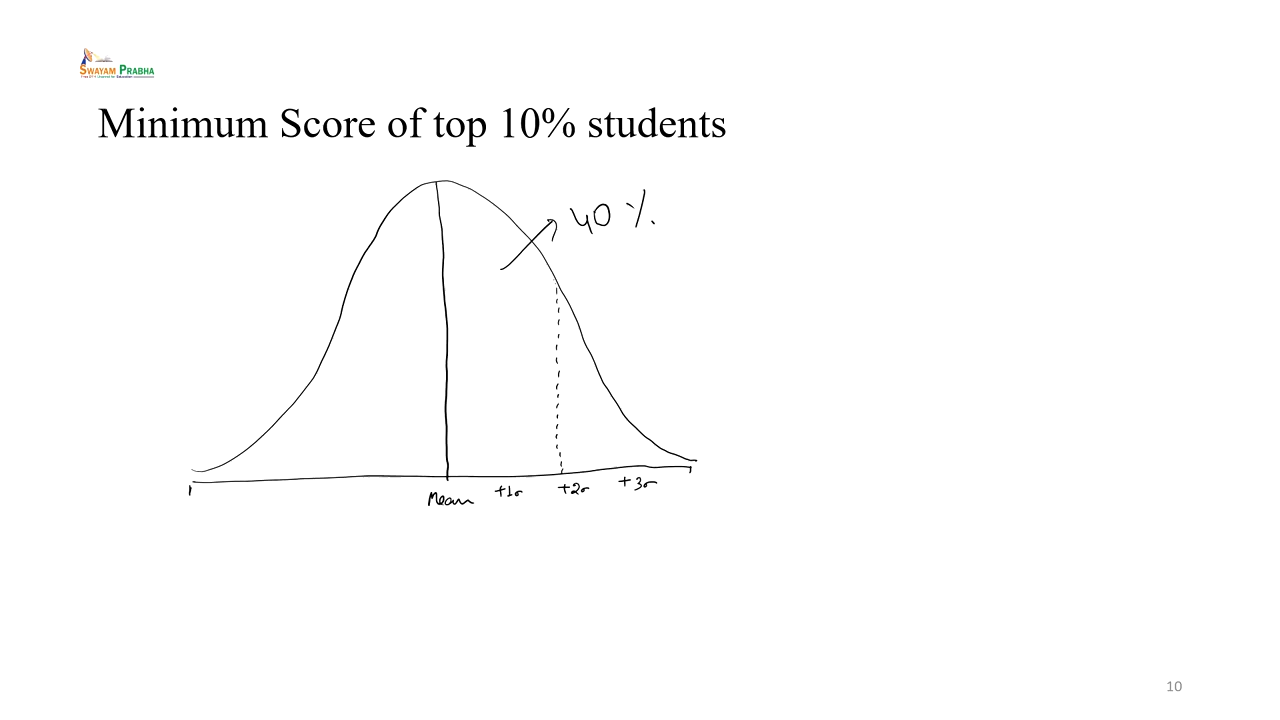 SWAYAM PRABHA
Minimum Score of top 10% students
40 %
Mean +1σ +2σ +3σ
10